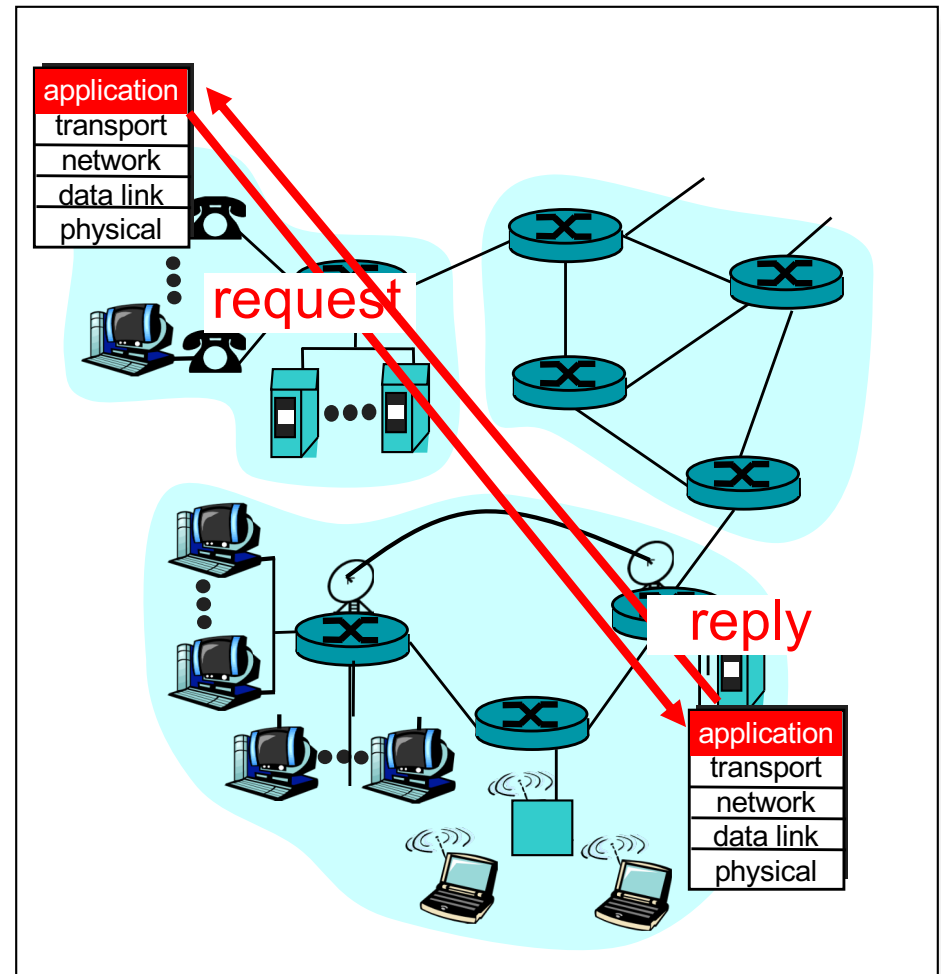 application
transport
network
data link
physical
request
reply
application
transport
network
data link
physical